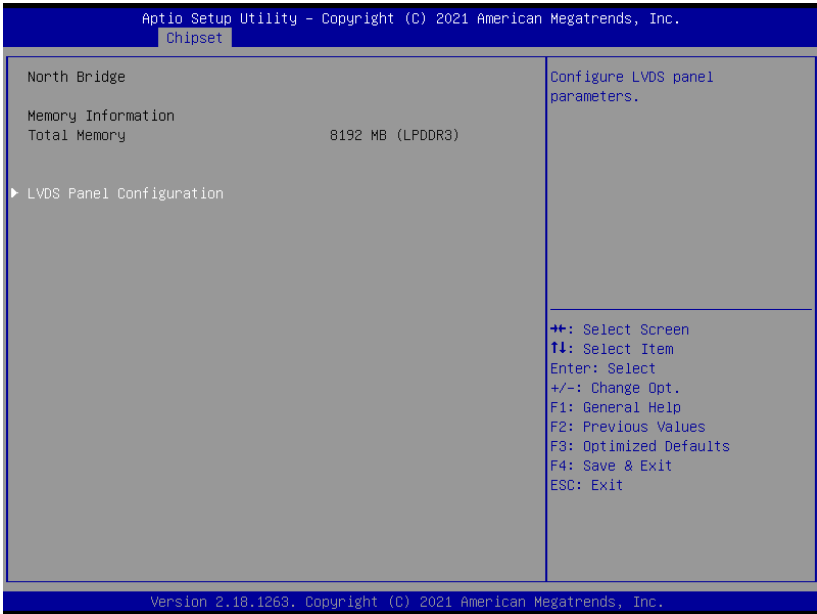 Aptio Setup Utility – Copyright (C) 2021 American Megatrends, Inc.
Chipset
North Bridge
Memory Information
Total Memory 8192 MB (LPDDR3)
LVDS Panel Configuration
Configure LVDS panel
parameters.
→←: Select Screen
↑↓: Select Item
Enter: Select
+/-: Change Opt.
F1: General Help
F2: Previous Values
F3: Optimized Defaults
F4: Save & Exit
ESC: Exit
Version 2.18.1263. Copyright (C) 2021 American Megatrends, Inc.